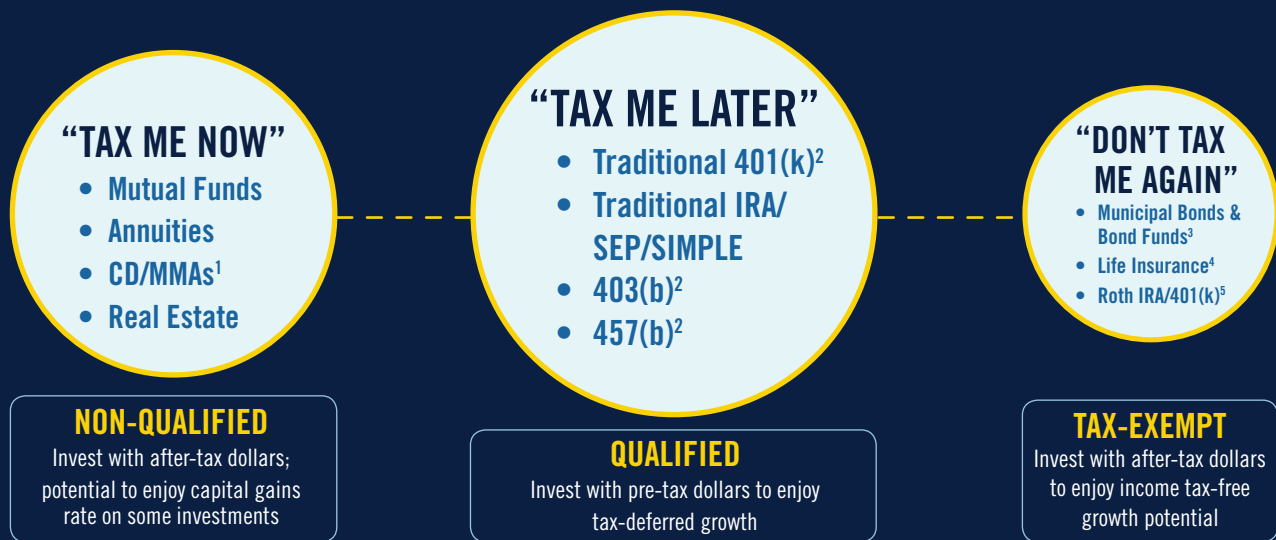 “TAX ME NOW”
• Mutual Funds
• Annuities
• CD/MMAs¹
• Real Estate
NON-QUALIFIED
Invest with after-tax dollars;
potential to enjoy capital gains
rate on some investments
“TAX ME LATER”
• Traditional 401(k)²
• Traditional IRA/
SEP/SIMPLE
• 403(b)²
• 457(b)²
QUALIFIED
Invest with pre-tax dollars to enjoy
tax-deferred growth
“DON’T TAX
ME AGAIN”
• Municipal Bonds &
Bond Funds³
• Life Insurance⁴
• Roth IRA/401(k)⁵
TAX-EXEMPT
Invest with after-tax dollars
to enjoy income tax-free
growth potential